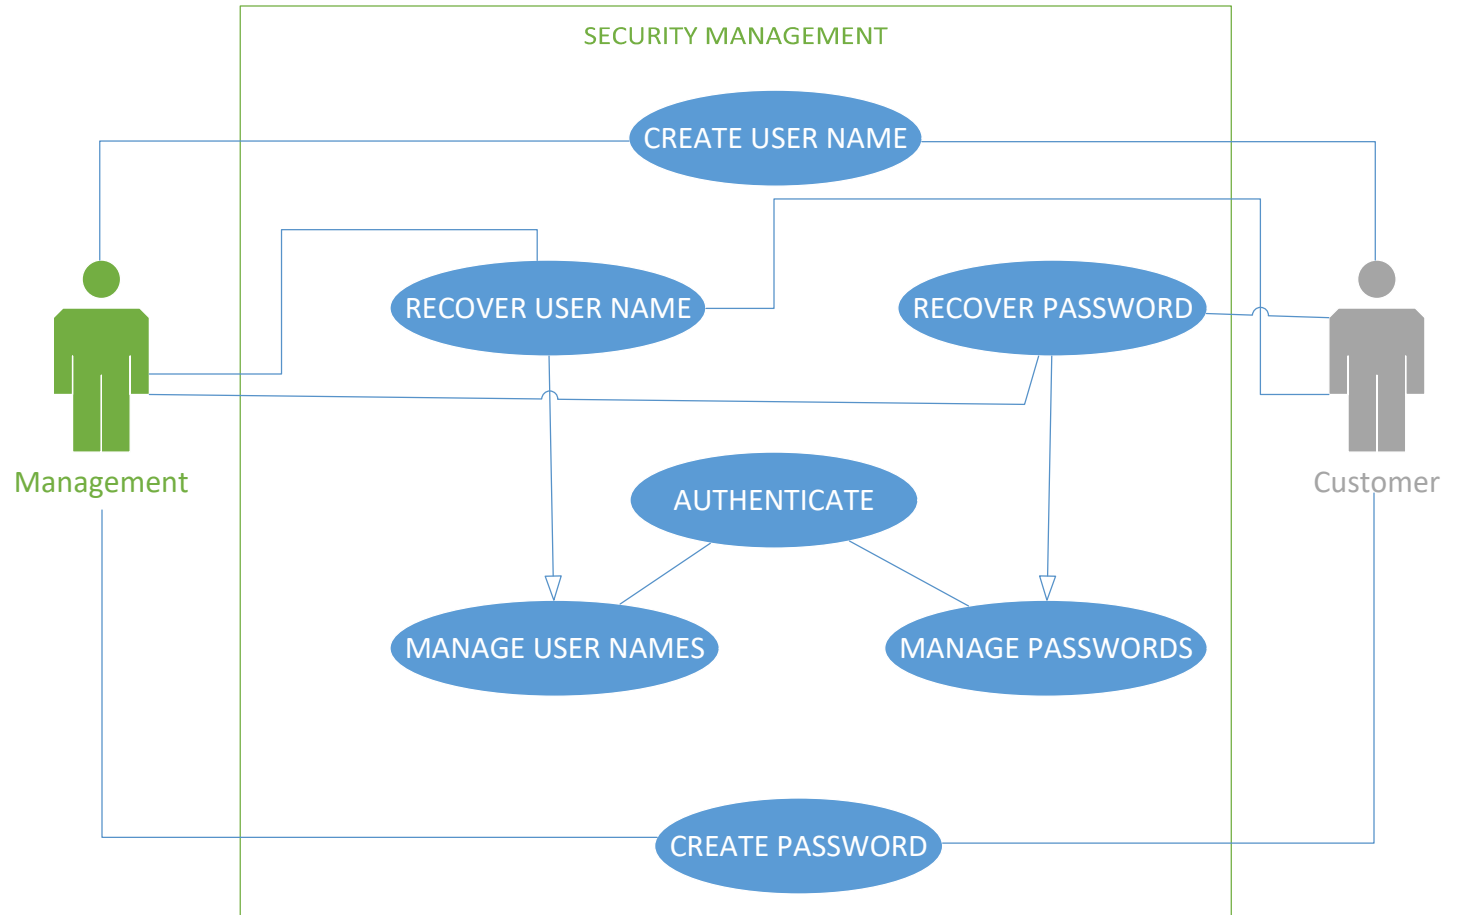 SECURITY MANAGEMENT
CREATE USER NAME
RECOVER USER NAME
RECOVER PASSWORD
Management
Customer
AUTHENTICATE
MANAGE USER NAMES
MANAGE PASSWORDS
CREATE PASSWORD